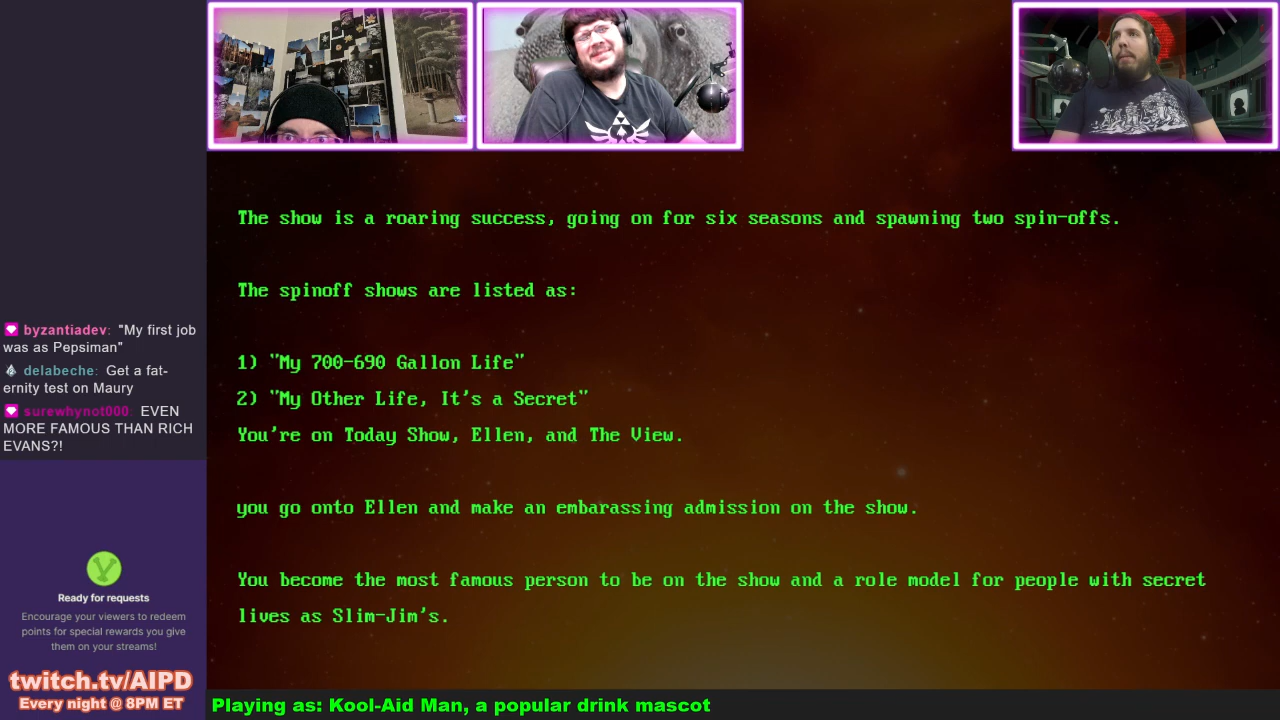 The show is a roaring success, going on for six seasons and spawning two spin-offs.
The spinoff shows are listed as:
1) "My 700-690 Gallon Life"
2) "My Other Life, It's a Secret"
You're on Today Show, Ellen, and The View.
you go onto Ellen and make an embarassing admission on the show.
You become the most famous person to be on the show and a role model for people with secret
lives as Slim-Jim's.
byzantiadev: "My first job
was as Pepsiman"
delabeche: Get a fat-
ernity test on Maury
surewhynot000: EVEN
MORE FAMOUS THAN RICH
EVANS?!
Ready for requests
Encourage your viewers to redeem
points for special rewards you give
them on your streams!
twitch.tv/AIPD
Every night @ 8PM ET
Playing as: Kool-Aid Man, a popular drink mascot